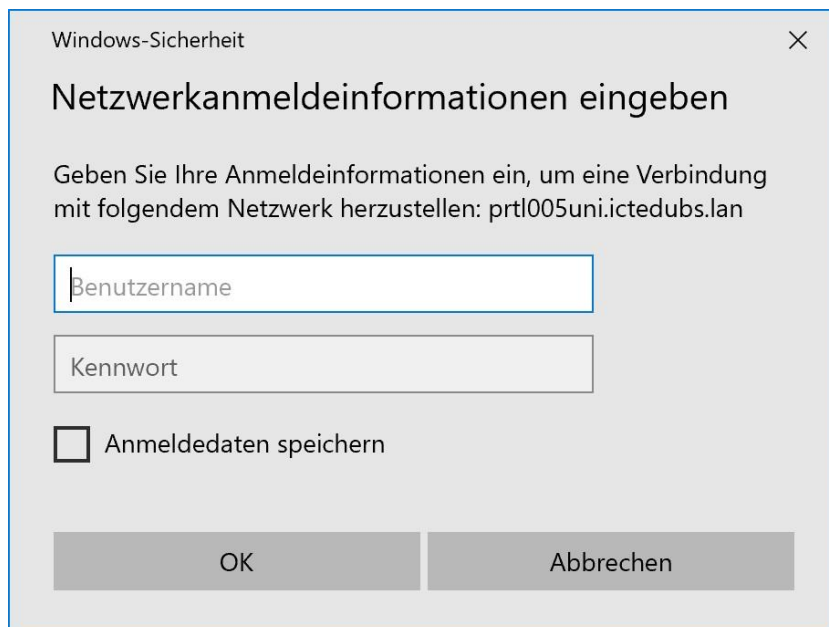 Windows-Sicherheit
Netzwerkanmeldeinformationen eingeben
Geben Sie Ihre Anmeldeinformationen ein, um eine Verbindung
mit folgendem Netzwerk herzustellen: prtl005uni.ictedubs.lan
Benutzername
Kennwort
Anmeldedaten speichern
OK Abbrechen